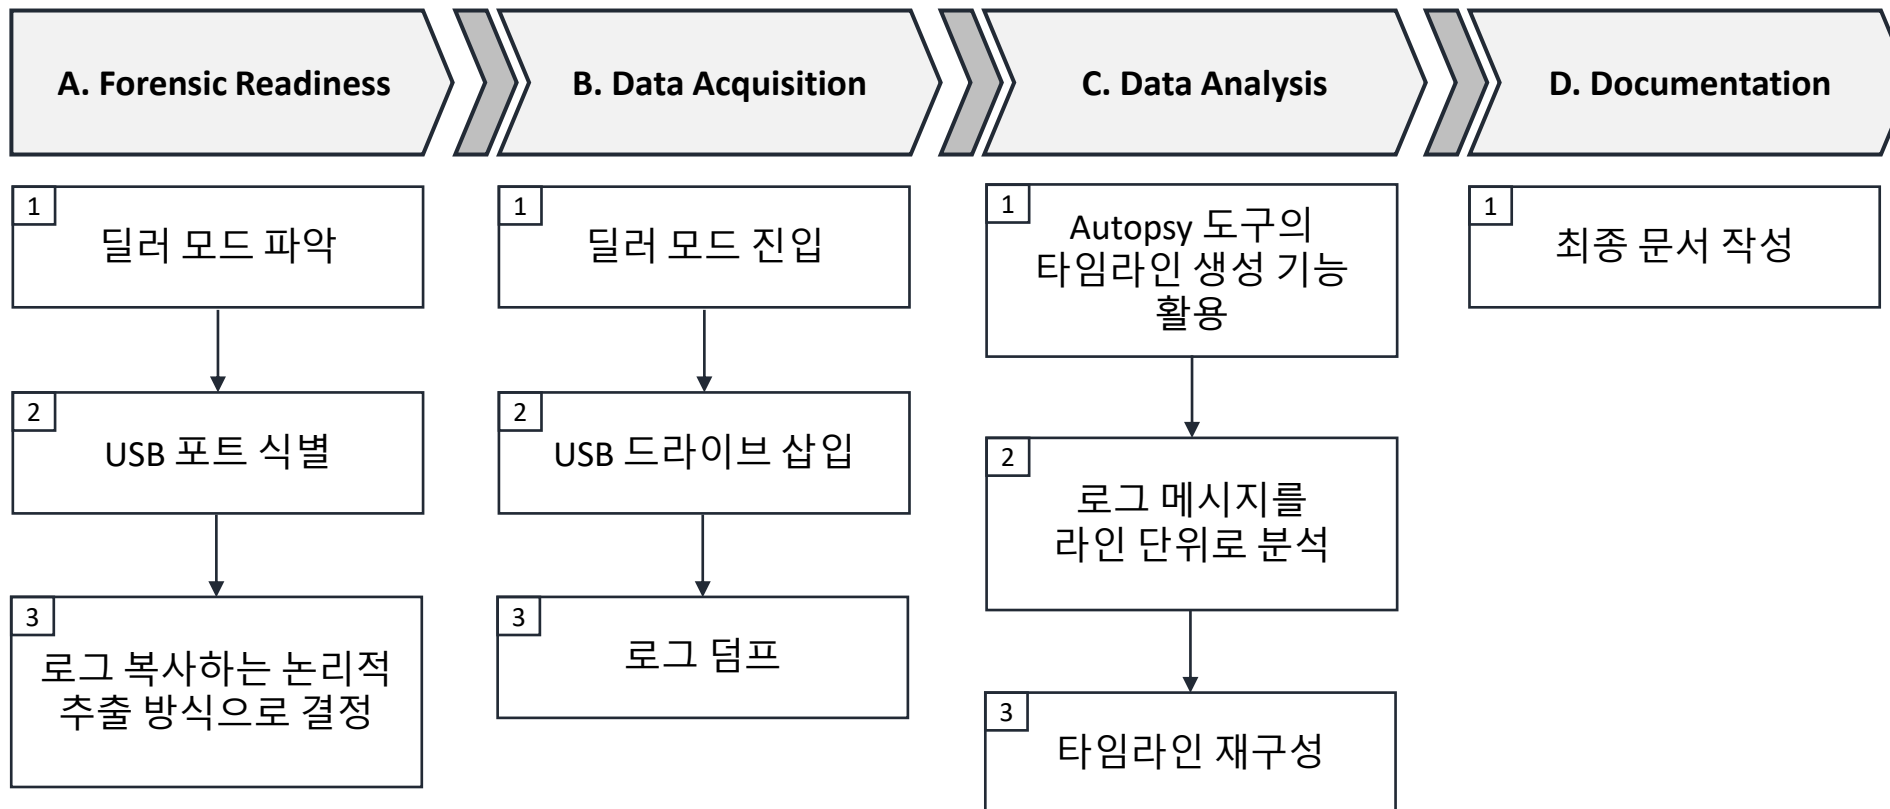 A. Forensic Readiness
B. Data Acquisition
C. Data Analysis
D. Documentation
1
딜러 모드 파악
2
USB 포트 식별
3
로그 복사하는 논리적
추출 방식으로 결정
1
딜러 모드 진입
2
USB 드라이브 삽입
3
로그 덤프
1
Autopsy 도구의
타임라인 생성 기능
활용
2
로그 메시지를
라인 단위로 분석
3
타임라인 재구성
1
최종 문서 작성